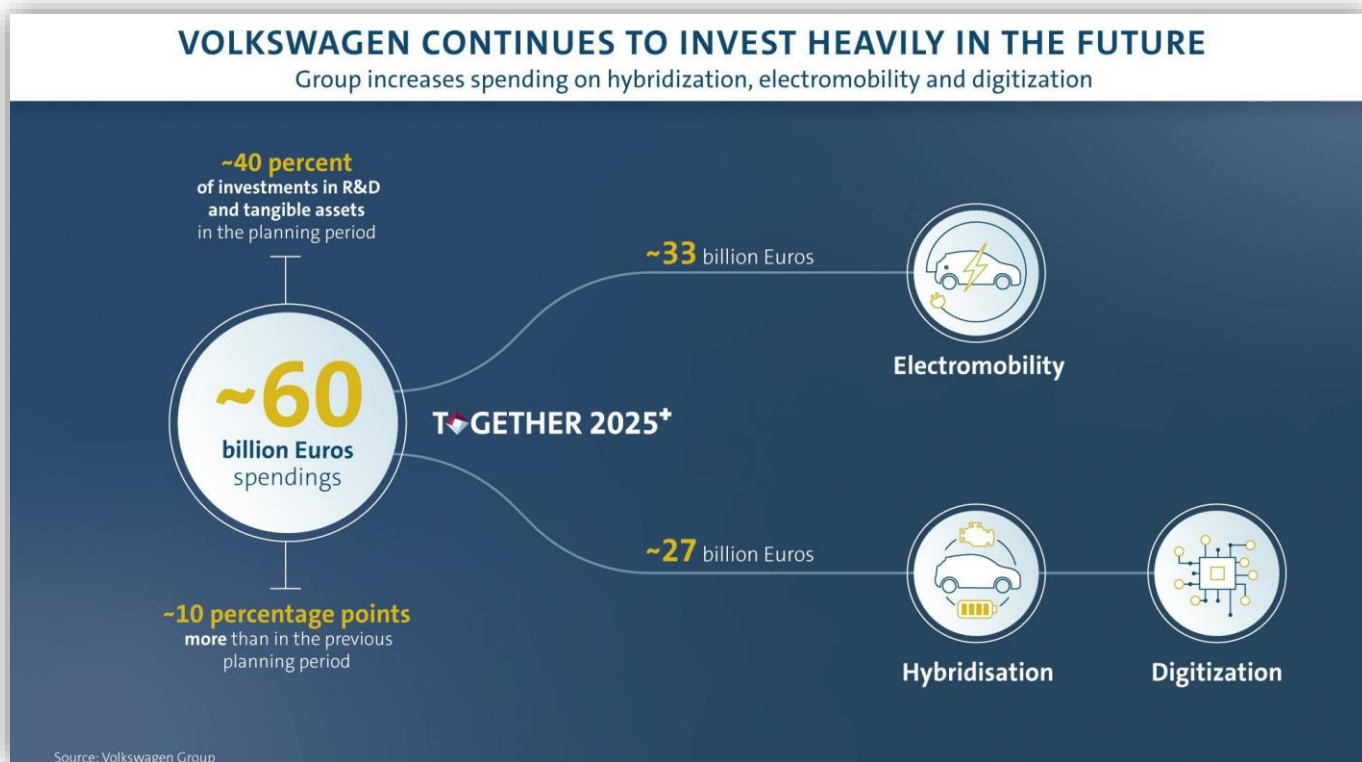 VOLKSWAGEN CONTINUES TO INVEST HEAVILY IN THE FUTURE
Group increases spending on hybridization, electromobility and digitization
~40 percent
of investments in R&D
and tangible assets
in the planning period
~33 billion Euros
Electromobility
~60
billion Euros
spendings
TOGETHER 2025+
~27 billion Euros
~10 percentage points
more than in the previous
planning period
Hybridisation
Digitization
Source: Volkswagen Group